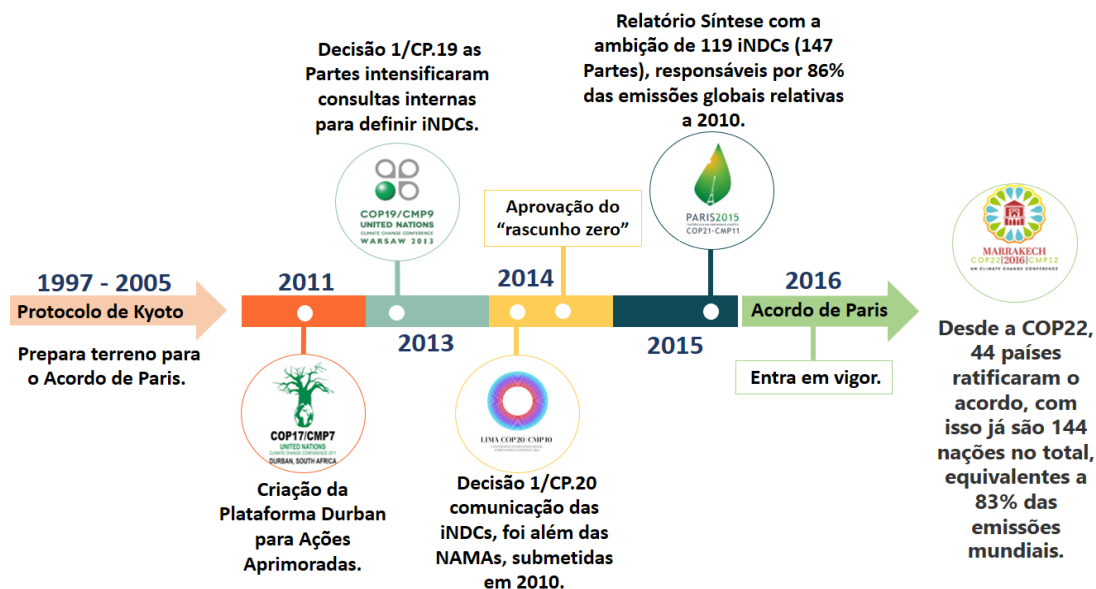 1997 - 2005
Protocolo de Kyoto
Prepara terreno para
o Acordo de Paris.
2011
COP17/CMP7
UNITED NATIONS
CLIMATE CHANGE CONFERENCE 2011
DURBAN, SOUTH AFRICA
Criação da
Plataforma Durban
para Ações
Aprimoradas.
Decisão 1/CP.19 as
Partes intensificaram
consultas internas
para definir iNDCs.
COP19/CMP9
UNITED NATIONS
CLIMATE CHANGE CONFERENCE
WARSAW 2013
2013
2014
Aprovação do
“rascunho zero”
LIMA COP20 CMP10
Decisão 1/CP.20
comunicação das
iNDCs, foi além das
NAMAs, submetidas
em 2010.
Relatório Síntese com a
ambição de 119 iNDCs (147
Partes), responsáveis por 86%
das emissões globais relativas
a 2010.
PARIS2015
COP21-CMP11
2015
2016
Acordo de Paris
Entra em vigor.
MARRAKECH
COP22|2016|CMP12
UN CLIMATE CHANGE CONFERENCE
Desde a COP22,
44 países
ratificaram o
acordo, com
isso já são 144
nações no total,
equivalentes a
83% das
emissões
mundiais.